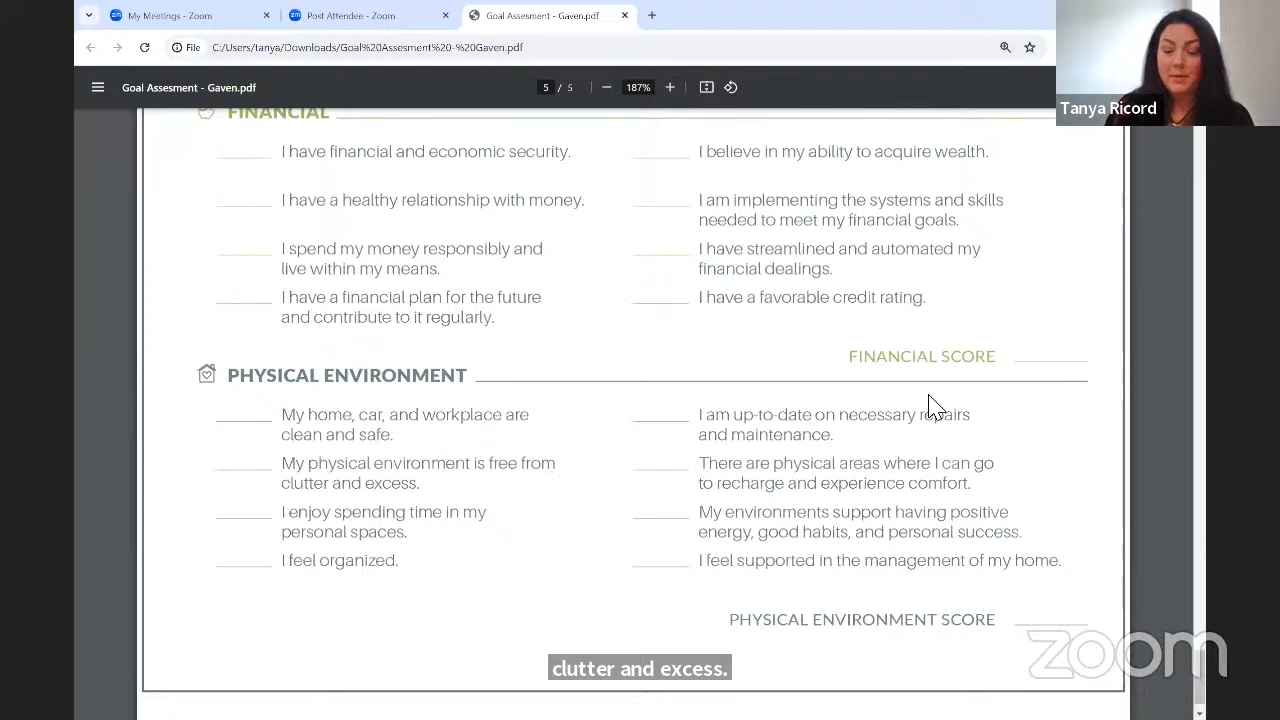 My Meetings - Zoom
Post Attendee - Zoom
Goal Assesment - Gaven.pdf
File
C:/Users/tanya/Downloads/Goal%20Assesment%20-%20Gaven.pdf
Goal Assesment - Gaven.pdf
5 / 5
187%
Tanya Ricord
FINANCIAL
I have financial and economic security.
I believe in my ability to acquire wealth.
I have a healthy relationship with money.
I am implementing the systems and skills
needed to meet my financial goals.
I spend my money responsibly and
live within my means.
I have streamlined and automated my
financial dealings.
I have a financial plan for the future
and contribute to it regularly.
I have a favorable credit rating.
FINANCIAL SCORE
PHYSICAL ENVIRONMENT
My home, car, and workplace are
clean and safe.
I am up-to-date on necessary repairs
and maintenance.
My physical environment is free from
clutter and excess.
There are physical areas where I can go
to recharge and experience comfort.
I enjoy spending time in my
personal spaces.
My environments support having positive
energy, good habits, and personal success.
I feel organized.
I feel supported in the management of my home.
PHYSICAL ENVIRONMENT SCORE
zoom
clutter and excess.